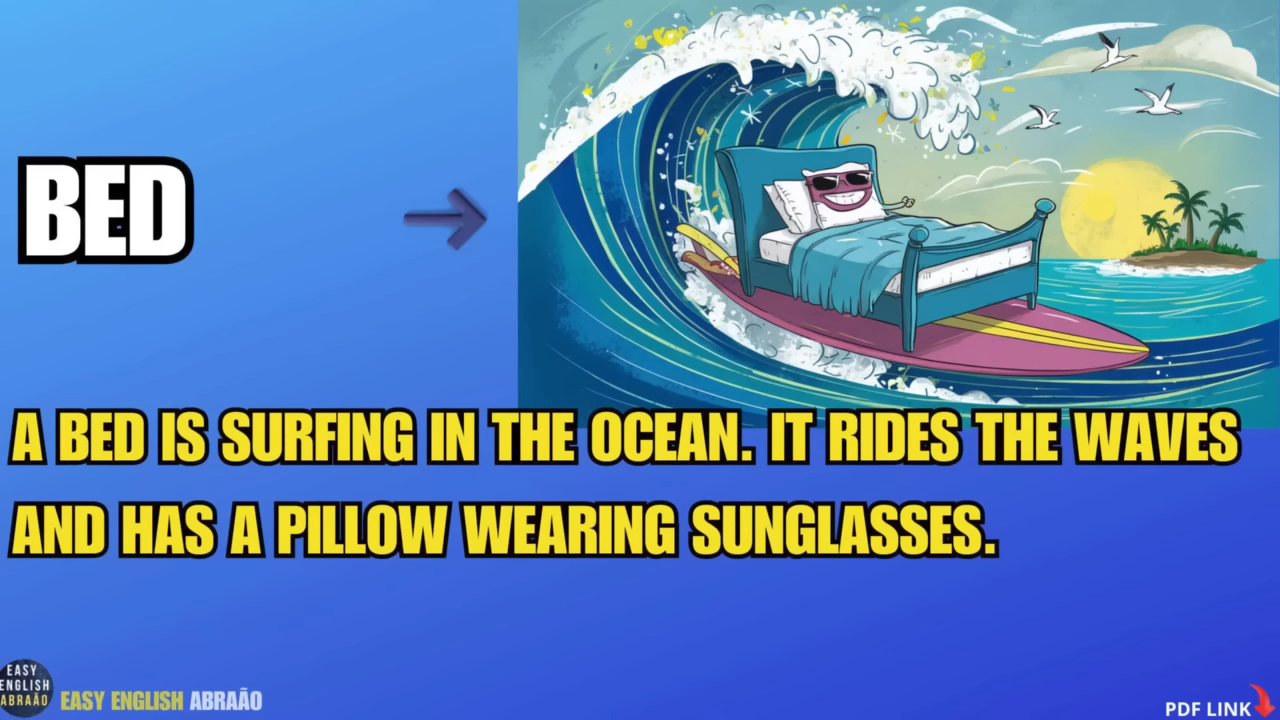 BED
A BED IS SURFING IN THE OCEAN. IT RIDES THE WAVES
AND HAS A PILLOW WEARING SUNGLASSES.
EASY
ENGLISH
ABRAÃO
EASY ENGLISH ABRAÃO
PDF LINK